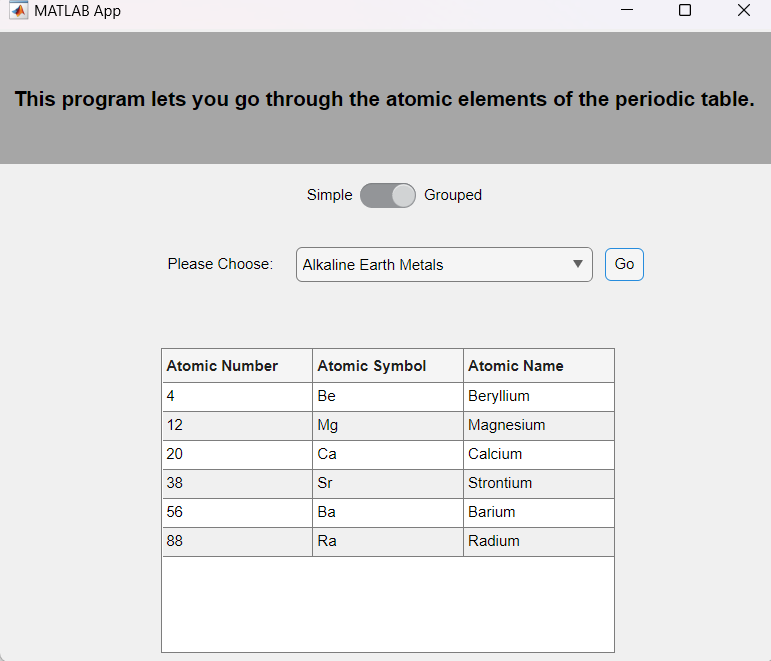 MATLAB App
This program lets you go through the atomic elements of the periodic table.
Simple Grouped
Please Choose: Alkaline Earth Metals Go
Atomic Number Atomic Symbol Atomic Name
4 Be Beryllium
12 Mg Magnesium
20 Ca Calcium
38 Sr Strontium
56 Ba Barium
88 Ra Radium